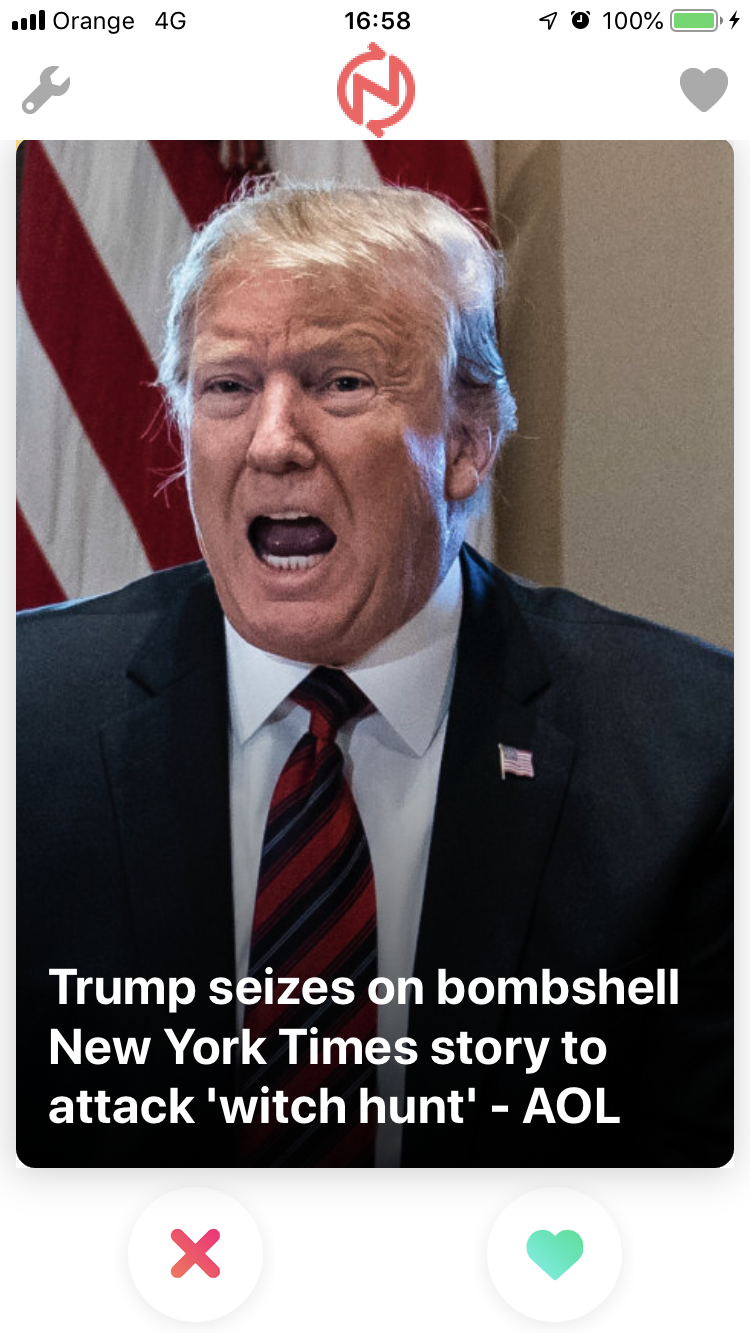 Orange 4G 16:58 100%
Trump seizes on bombshell
New York Times story to
attack 'witch hunt' - AOL